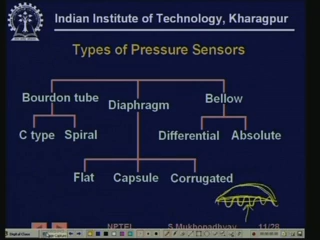 Indian Institute of Technology, Kharagpur
Types of Pressure Sensors
Bourdon tube
Diaphragm
Bellow
C type
Spiral
Differential
Absolute
Flat
Capsule
Corrugated
NPTEL
S.Mukhopadhyay
11/28